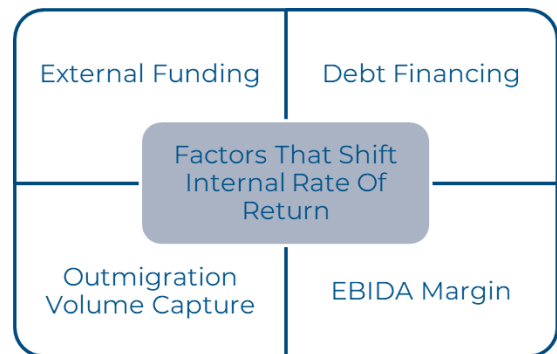 External Funding
Debt Financing
Factors That Shift
Internal Rate Of
Return
Outmigration
Volume Capture
EBIDA Margin